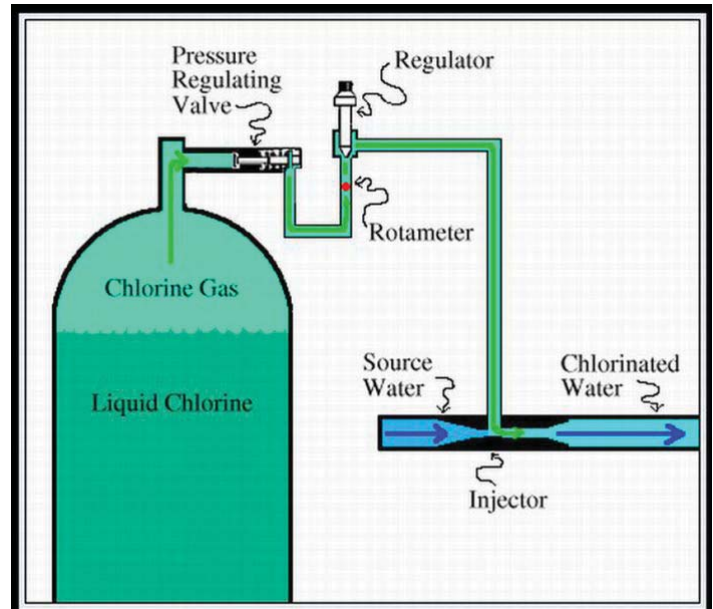 Pressure
Regulating
Valve
Regulator
Rotameter
Chlorine Gas
Liquid Chlorine
Source
Water
Chlorinated
Water
Injector